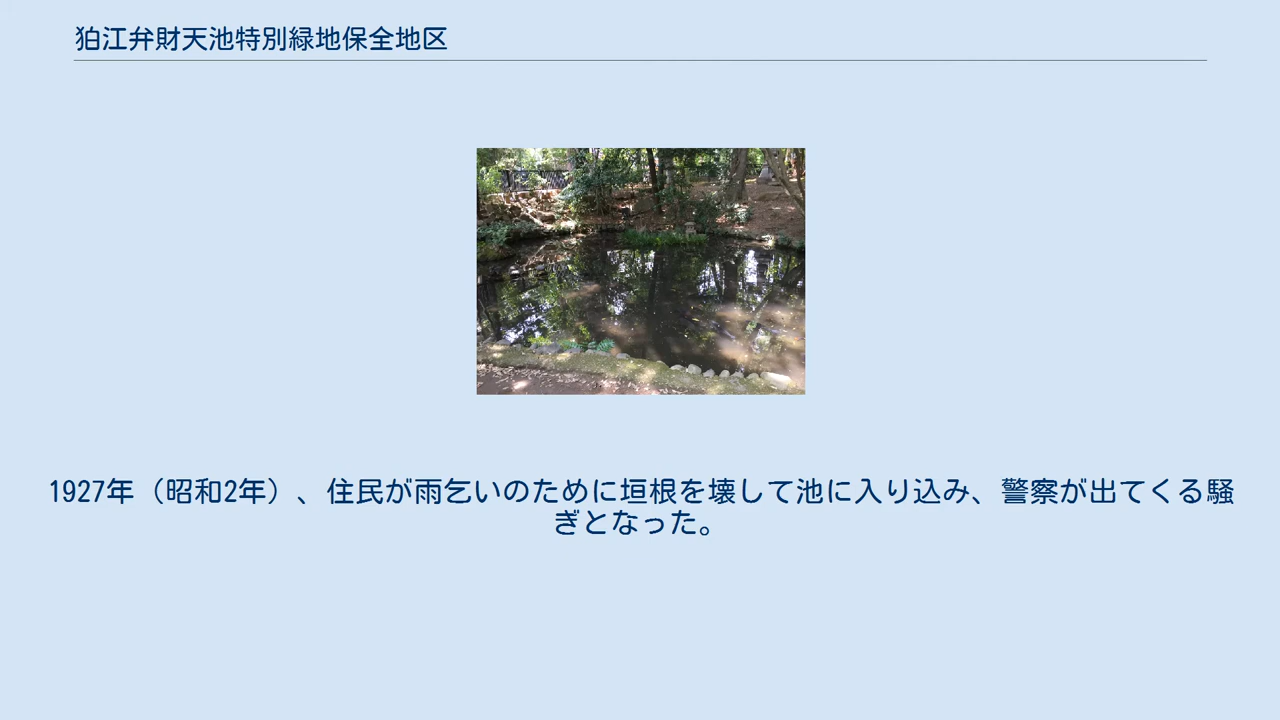 狛江弁財天池特別緑地保全地区
1927年（昭和2年）、住民が雨乞いのために垣根を壊して池に入り込み、警察が出てくる騒
ぎとなった。